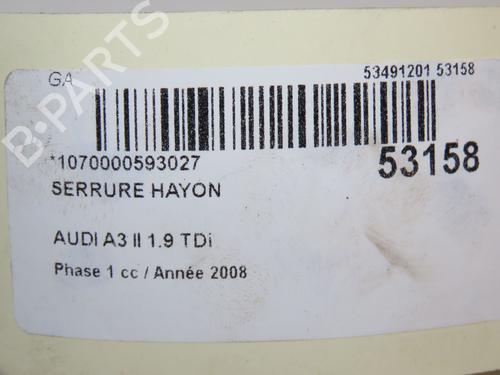 GA
53491201 53158
*1070000593027
53158
SERRURE HAYON
AUDI A3 II 1.9 TDi
Phase 1 cc / Année 2008
B-PARTS